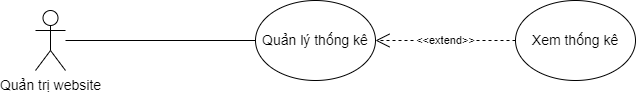 Quản lý thống kê
<<extend>>
Xem thống kê
Quản trị website